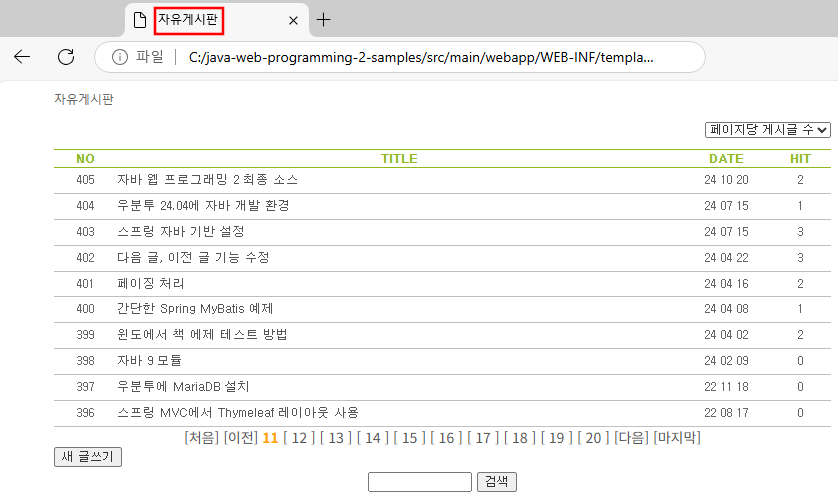 자유게시판
파일 C:/java-web-programming-2-samples/src/main/webapp/WEB-INF/templa...
자유게시판
페이지당 게시글 수
NO TITLE DATE HIT
405 자바 웹 프로그래밍 2 최종 소스 24 10 20 2
404 우분투 24.04에 자바 개발 환경 24 07 15 1
403 스프링 자바 기반 설정 24 07 15 3
402 다음 글, 이전 글 기능 수정 24 04 22 3
401 페이징 처리 24 04 16 2
400 간단한 Spring MyBatis 예제 24 04 08 1
399 윈도에서 책 에제 테스트 방법 24 04 02 2
398 자바 9 모듈 24 02 09 0
397 우분투에 MariaDB 설치 22 11 18 0
396 스프링 MVC에서 Thymeleaf 레이아웃 사용 22 08 17 0
[처음] [이전] 11 [ 12 ] [ 13 ] [ 14 ] [ 15 ] [ 16 ] [ 17 ] [ 18 ] [ 19 ] [ 20 ] [다음] [마지막]
새 글쓰기
검색